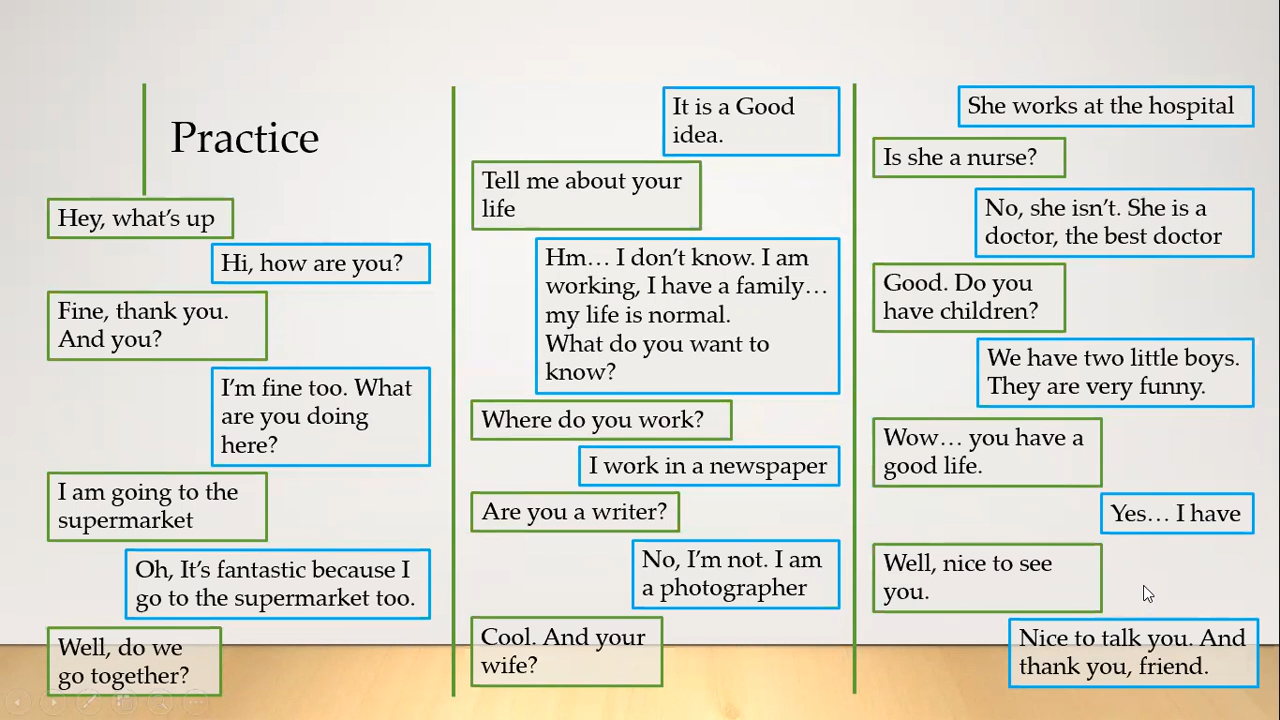 Practice
Hey, what's up
Hi, how are you?
Fine, thank you.
And you?
I'm fine too. What
are you doing
here?
I am going to the
supermarket
Oh, It's fantastic because I
go to the supermarket too.
Well, do we
go together?
It is a Good
idea.
Tell me about your
life
Hm… I don't know. I am
working, I have a family…
my life is normal.
What do you want to
know?
Where do you work?
I work in a newspaper
Are you a writer?
No, I'm not. I am
a photographer
Cool. And your
wife?
She works at the hospital
Is she a nurse?
No, she isn't. She is a
doctor, the best doctor
Good. Do you
have children?
We have two little boys.
They are very funny.
Wow… you have a
good life.
Yes… I have
Well, nice to see
you.
Nice to talk you. And
thank you, friend.